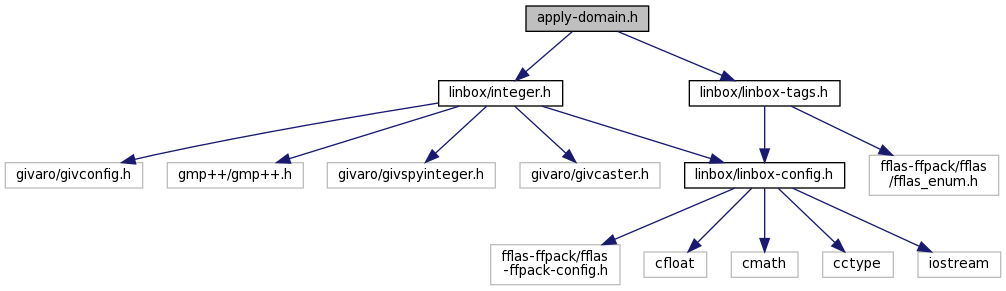 apply-domain.h
linbox/integer.h
linbox/linbox-tags.h
givaro/givconfig.h
gmp++/gmp++.h
givaro/givspyinteger.h
givaro/givcaster.h
linbox/linbox-config.h
fflas-ffpack/fflas
/fflas_enum.h
fflas-ffpack/fflas
-ffpack-config.h
cfloat
cmath
cctype
iostream